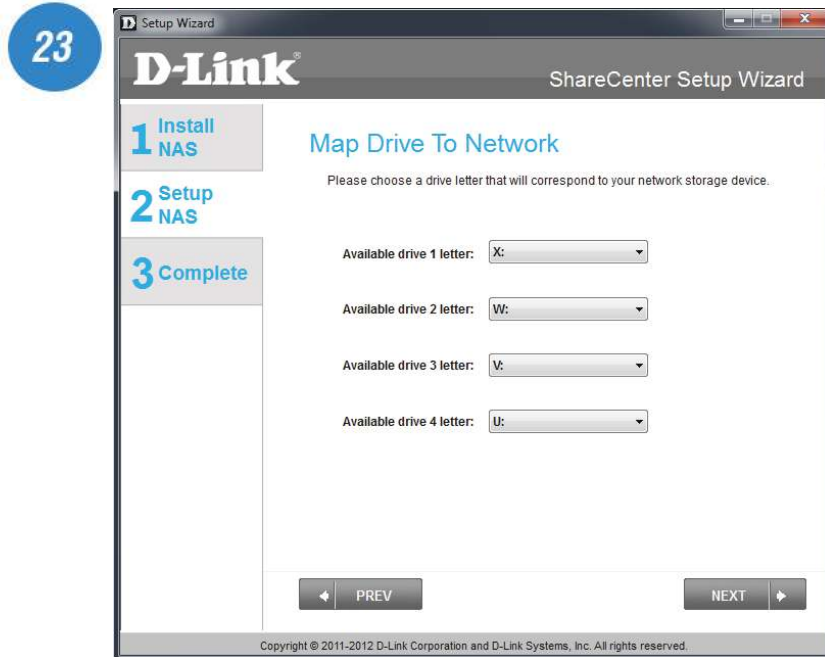 23
Setup Wizard
D-Link®
ShareCenter Setup Wizard
1 Install
NAS
2 Setup
NAS
3 Complete
Map Drive To Network
Please choose a drive letter that will correspond to your network storage device.
Available drive 1 letter: X:
Available drive 2 letter: W:
Available drive 3 letter: V:
Available drive 4 letter: U:
PREV
NEXT
Copyright © 2011-2012 D-Link Corporation and D-Link Systems, Inc. All rights reserved.